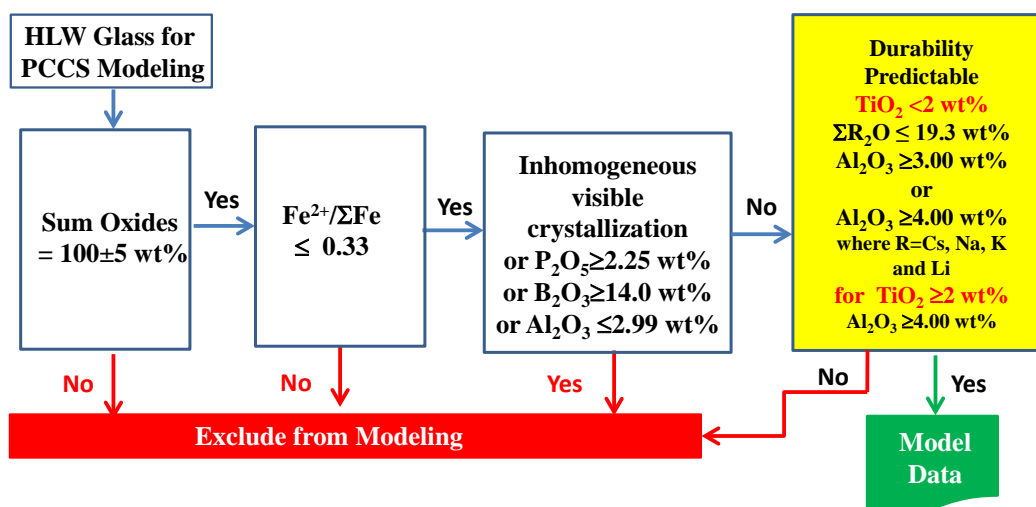 HLW Glass for
PCCS Modeling
Sum Oxides
= 100±5 wt%
Yes
No
Fe²⁺/ΣFe
≤ 0.33
Yes
No
Inhomogeneous
visible
crystallization
or P₂O₅≥2.25 wt%
or B₂O₃≥14.0 wt%
or Al₂O₃ ≤2.99 wt%
No
Yes
Durability
Predictable
TiO₂ <2 wt%
ΣR₂O ≤ 19.3 wt%
Al₂O₃ ≥3.00 wt%
or
Al₂O₃ ≥4.00 wt%
where R=Cs, Na, K
and Li
for TiO₂ ≥2 wt%
Al₂O₃ ≥4.00 wt%
No
Yes
Exclude from Modeling
Model
Data